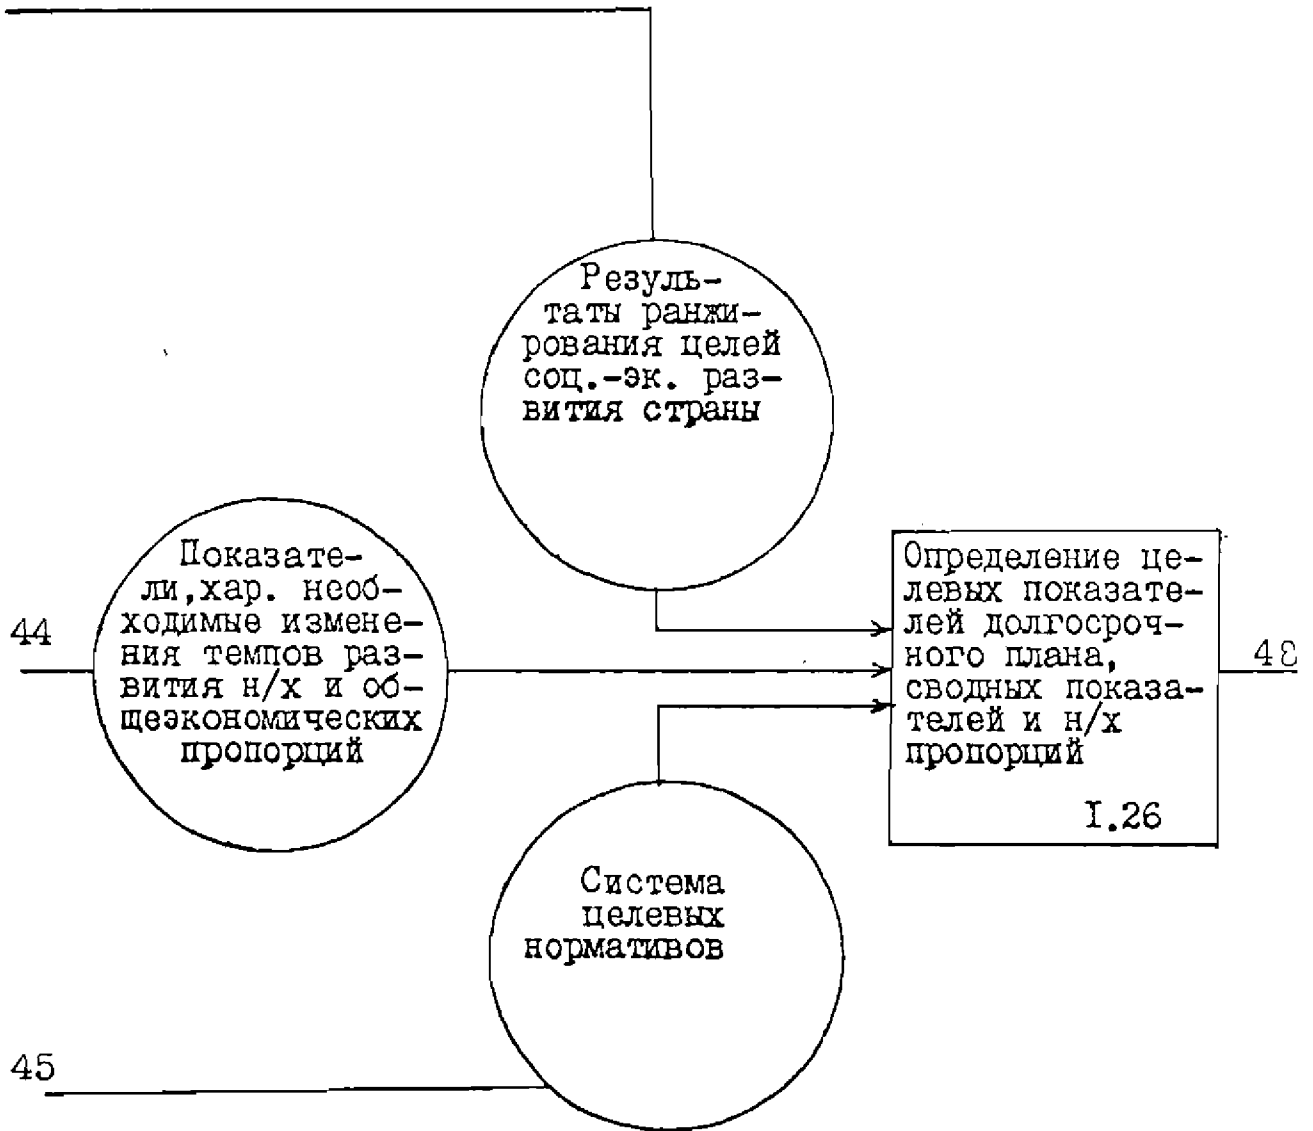 Резуль-
таты ранжи-
рования целей
соц.-эк. раз-
вития страны
Показате-
ли,хар. необ-
ходимые измене-
ния темпов раз-
вития н/х и об-
щеэкономических
пропорций
44
Определение це-
левых показате-
лей долгосроч-
ного плана,
сводных показа-
телей и н/х
пропорций
I.26
Система
целевых
нормативов
45